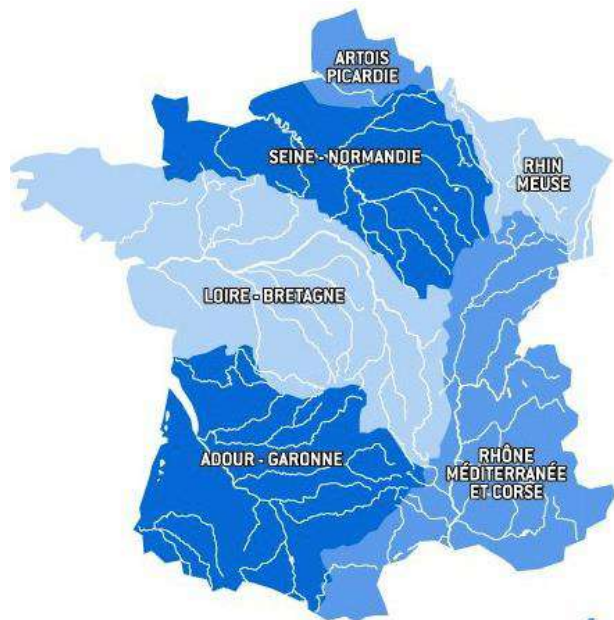 ARTOIS
PICARDIE
SEINE - NORMANDIE
RHIN
MEUSE
LOIRE - BRETAGNE
ADOUR - GARONNE
RHÔNE
MÉDITERRANÉE
ET CORSE